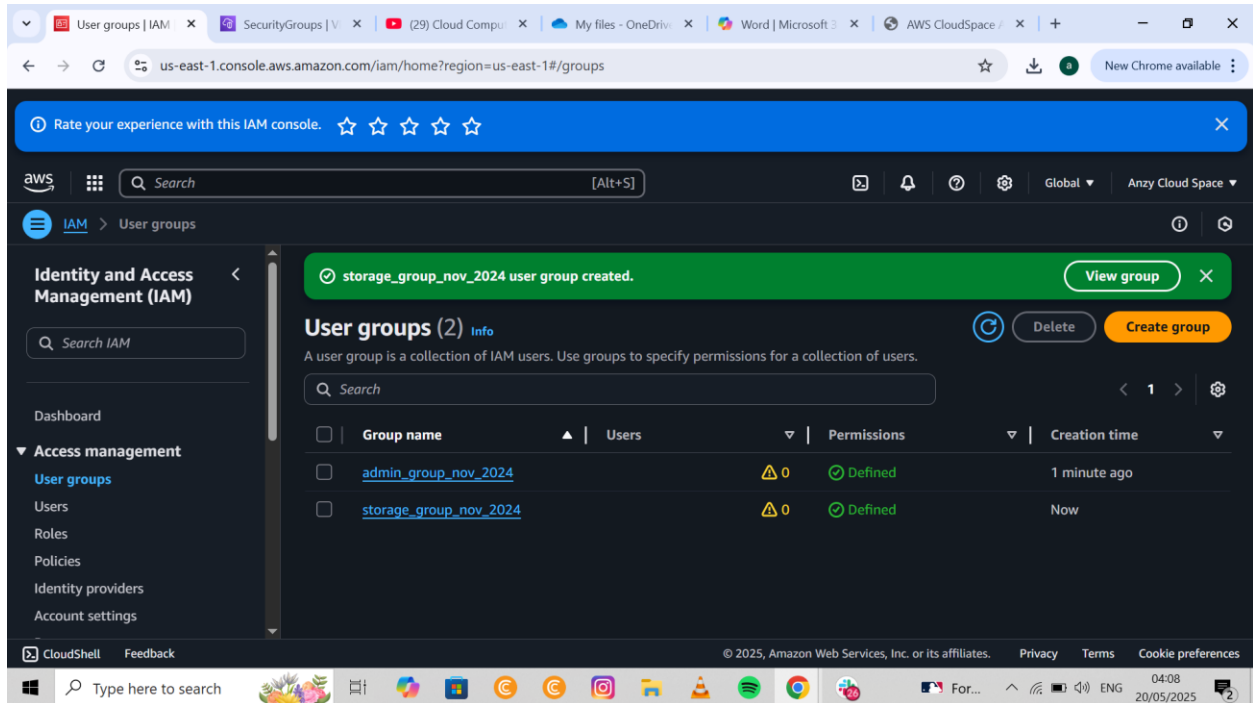 User groups | IAM
SecurityGroups | V
(29) Cloud Comput
My files - OneDrive
Word | Microsoft 3
AWS CloudSpace A
us-east-1.console.aws.amazon.com/iam/home?region=us-east-1#/groups
a
New Chrome available
Rate your experience with this IAM console.
aws
Search
[Alt+S]
Global
Anzy Cloud Space
IAM > User groups
Identity and Access
Management (IAM)
Search IAM
Dashboard
Access management
User groups
Users
Roles
Policies
Identity providers
Account settings
storage_group_nov_2024 user group created.
View group
User groups (2) Info
Delete
Create group
A user group is a collection of IAM users. Use groups to specify permissions for a collection of users.
Search
1
Group name Users Permissions Creation time
admin_group_nov_2024 0 Defined 1 minute ago
storage_group_nov_2024 0 Defined Now
CloudShell Feedback © 2025, Amazon Web Services, Inc. or its affiliates. Privacy Terms Cookie preferences
Type here to search
26
For...
ENG
04:08
20/05/2025
2